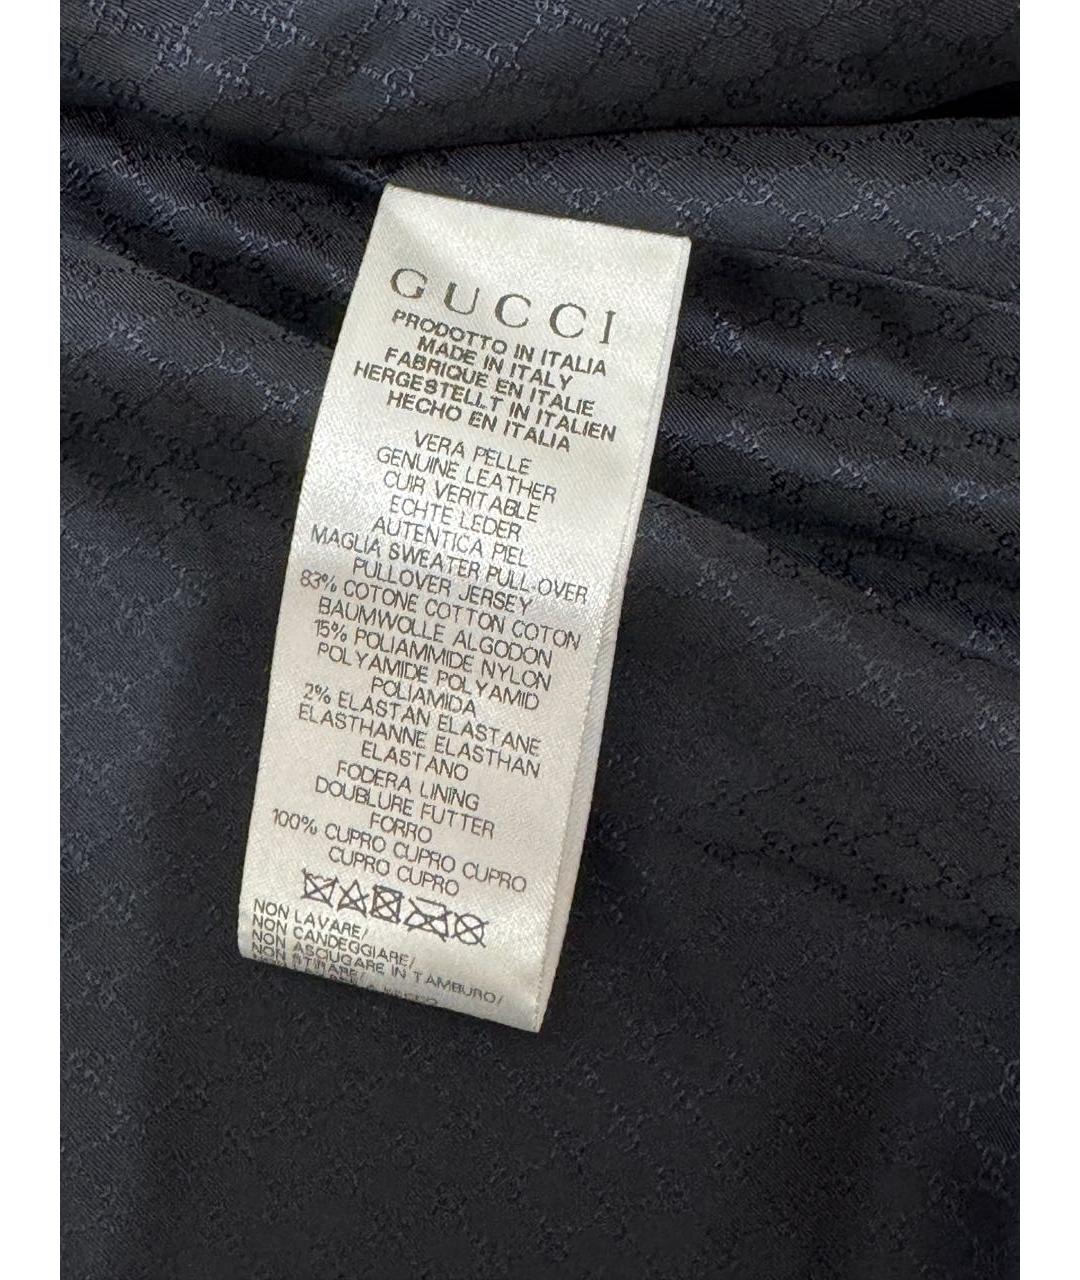 GUCCI
PRODOTTO IN ITALIA
MADE IN ITALY
FABRIQUE EN ITALIE
HERGESTELLT IN ITALIEN
HECHO EN ITALIA
VERA PELLE
GENUINE LEATHER
CUIR VERITABLE
ECHTE LEDER
AUTENTICA PIEL
MAGLIA SWEATER PULL-OVER
PULLOVER JERSEY
83% COTONE COTTON COTON
BAUMWOLLE ALGODON
15% POLIAMMIDE NYLON
POLYAMIDE POLYAMID
POLIAMIDA
2% ELASTAN ELASTANE
ELASTHANNE ELASTHAN
ELASTANO
FODERA LINING
DOUBLURE FUTTER
FORRO
100% CUPRO CUPRO CUPRO
CUPRO CUPRO
NON LAVARE/
NON CANDEGGIARE/
NON ASCIUGARE IN TAMBURO/
NON STIRARE/